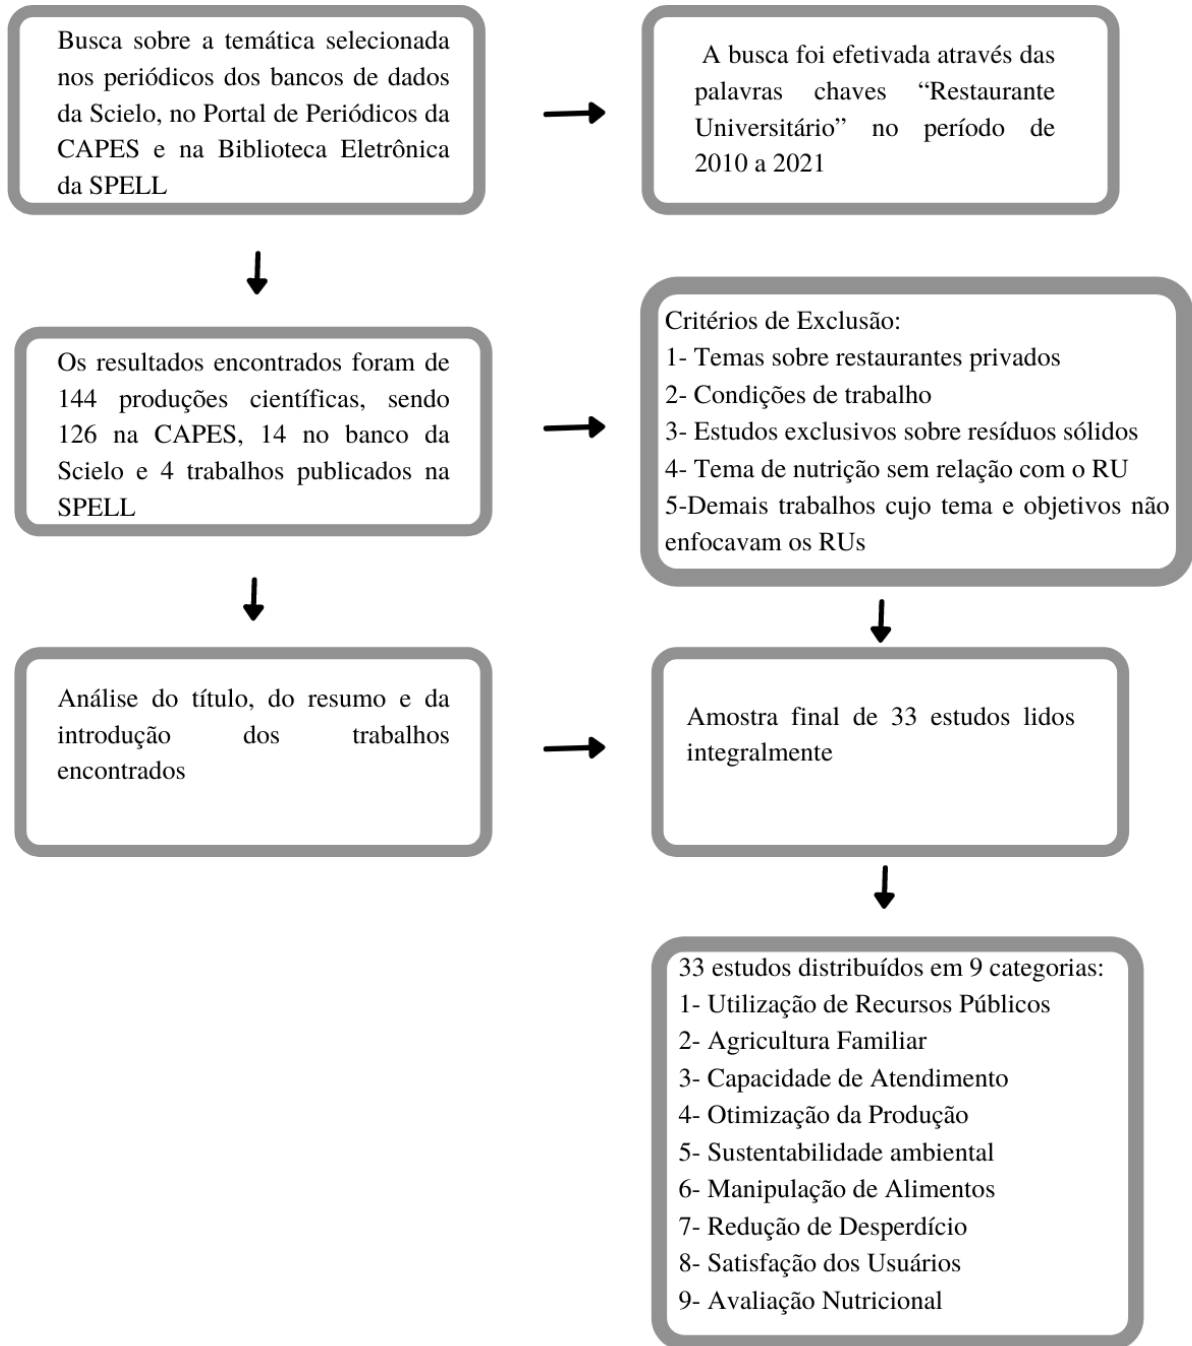 Busca sobre a temática selecionada
nos periódicos dos bancos de dados
da Scielo, no Portal de Periódicos da
CAPES e na Biblioteca Eletrônica
da SPELL
A busca foi efetivada através das
palavras chaves “Restaurante
Universitário” no período de
2010 a 2021
Os resultados encontrados foram de
144 produções científicas, sendo
126 na CAPES, 14 no banco da
Scielo e 4 trabalhos publicados na
SPELL
Critérios de Exclusão:
1- Temas sobre restaurantes privados
2- Condições de trabalho
3- Estudos exclusivos sobre resíduos sólidos
4- Tema de nutrição sem relação com o RU
5-Demais trabalhos cujo tema e objetivos não
enfocavam os RUs
Análise do título, do resumo e da
introdução dos trabalhos
encontrados
Amostra final de 33 estudos lidos
integralmente
33 estudos distribuídos em 9 categorias:
1- Utilização de Recursos Públicos
2- Agricultura Familiar
3- Capacidade de Atendimento
4- Otimização da Produção
5- Sustentabilidade ambiental
6- Manipulação de Alimentos
7- Redução de Desperdício
8- Satisfação dos Usuários
9- Avaliação Nutricional